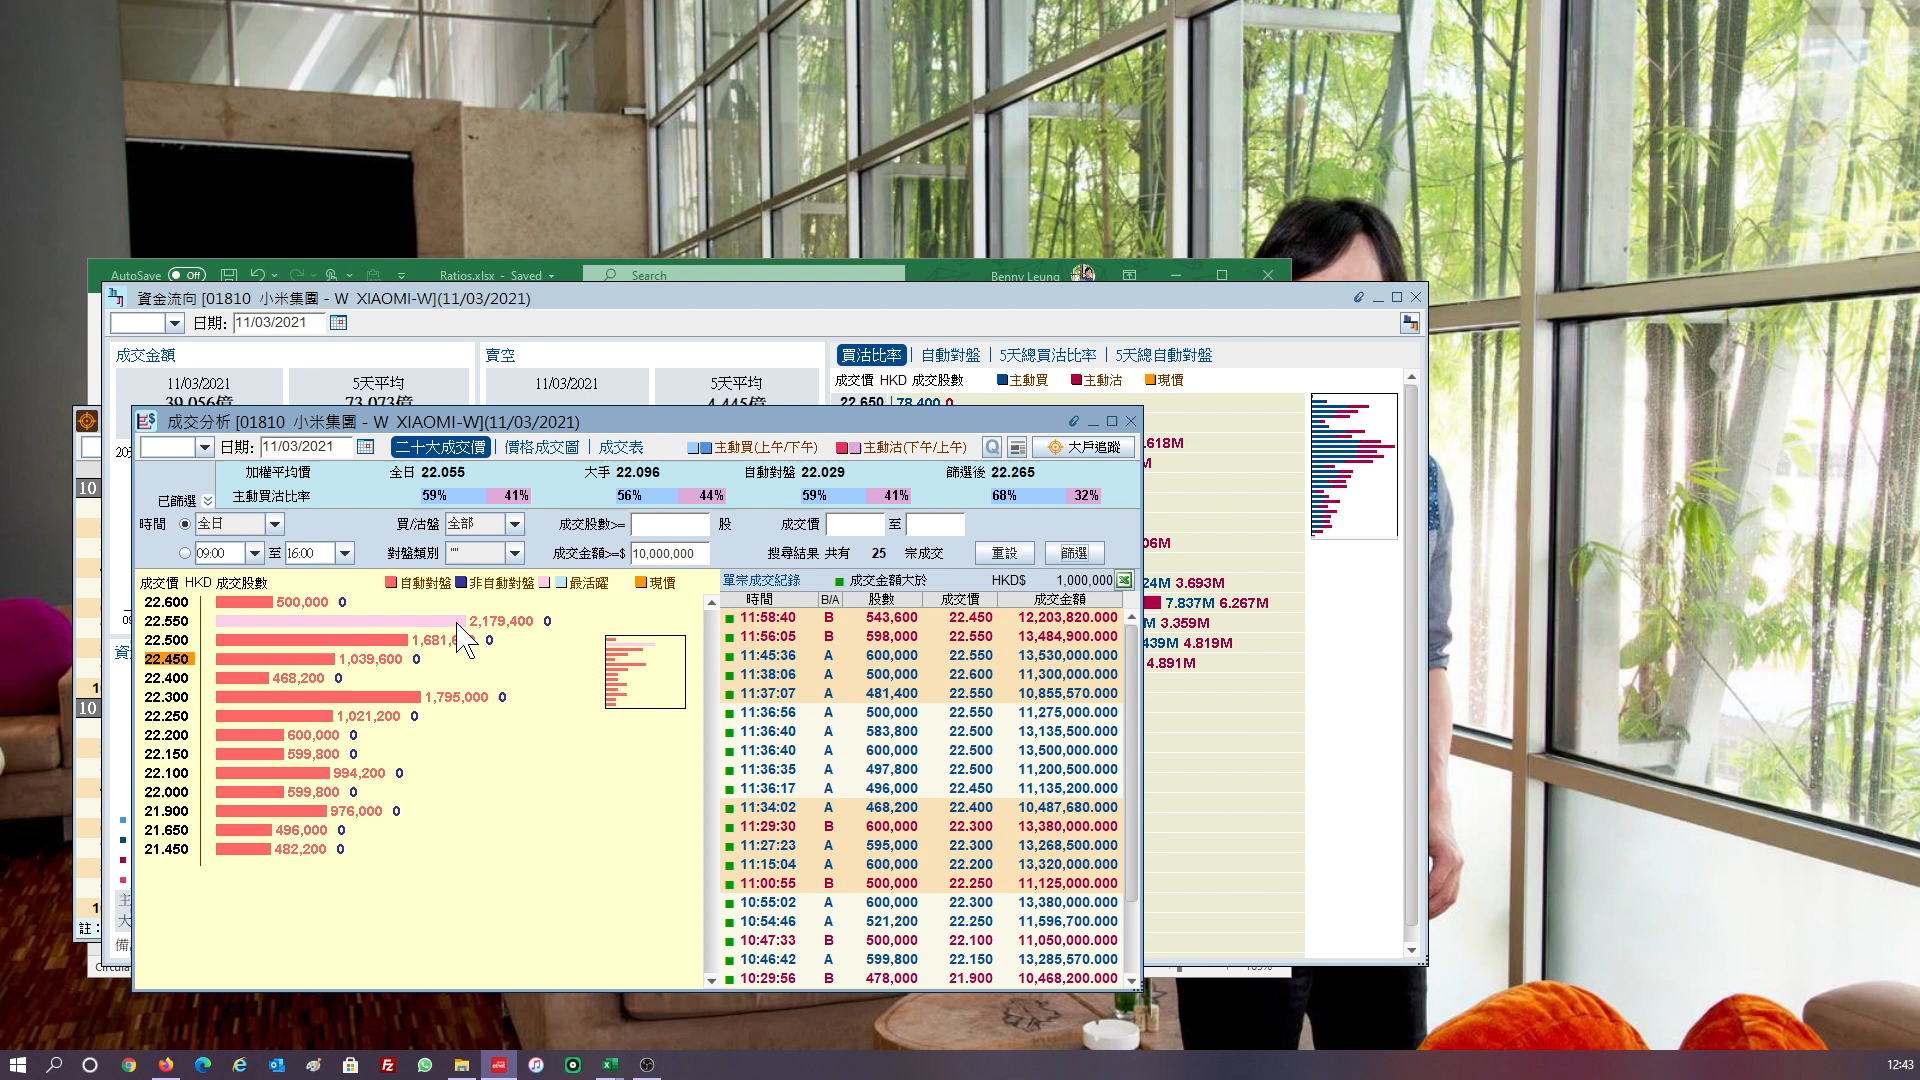 AutoSave Off Ratios.xlsx - Saved Search Benny Leung
資金流向 [01810 小米集團 - W XIAOMI-W](11/03/2021)
日期: 11/03/2021
成交金額 賣空 買沽比率 自動對盤 5天總買沽比率 5天總自動對盤
11/03/2021 5天平均 11/03/2021 5天平均 成交價 HKD 成交股數 主動買 主動沽 現價
39.056億 73.073億 4.445億 22.650 78,400 0
成交分析 [01810 小米集團 - W XIAOMI-W](11/03/2021)
日期: 11/03/2021 二十大成交價 價格成交圖 成交表 主動買(上午/下午) 主動沽(下午/上午) 大戶追蹤
加權平均價 全日 22.055 大手 22.096 自動對盤 22.029 篩選後 22.265
已篩選 主動買沽比率 59% 41% 56% 44% 59% 41% 68% 32%
時間 全日 買/沽盤 全部 成交股數>= 股 成交價 至
09:00 至 16:00 對盤類別 "" 成交金額>=$ 10,000,000 搜尋結果 共有 25 宗成交 重設 篩選
成交價 HKD 成交股數 自動對盤 非自動對盤 最活躍 現價
22.600 500,000 0
22.550 2,179,400 0
22.500 1,681, 0
22.450 1,039,600 0
22.400 468,200 0
22.300 1,795,000 0
22.250 1,021,200 0
22.200 600,000 0
22.150 599,800 0
22.100 994,200 0
22.000 599,800 0
21.900 976,000 0
21.650 496,000 0
21.450 482,200 0
單宗成交紀錄 成交金額大於 HKD$ 1,000,000
時間 B/A 股數 成交價 成交金額
11:58:40 B 543,600 22.450 12,203,820.000
11:56:05 B 598,000 22.550 13,484,900.000
11:45:36 A 600,000 22.550 13,530,000.000
11:38:06 A 500,000 22.600 11,300,000.000
11:37:07 A 481,400 22.550 10,855,570.000
11:36:56 A 500,000 22.550 11,275,000.000
11:36:40 A 583,800 22.500 13,135,500.000
11:36:40 A 600,000 22.500 13,500,000.000
11:36:35 A 497,800 22.500 11,200,500.000
11:36:17 A 496,000 22.450 11,135,200.000
11:34:02 A 468,200 22.400 10,487,680.000
11:29:30 B 600,000 22.300 13,380,000.000
11:27:23 A 595,000 22.300 13,268,500.000
11:15:04 A 600,000 22.200 13,320,000.000
11:00:55 B 500,000 22.250 11,125,000.000
10:55:02 A 600,000 22.300 13,380,000.000
10:54:46 A 521,200 22.250 11,596,700.000
10:47:33 B 500,000 22.100 11,050,000.000
10:46:42 A 599,800 22.150 13,285,570.000
10:29:56 B 478,000 21.900 10,468,200.000
.618M
06M
24M 3.693M
7.837M 6.267M
M 3.359M
439M 4.819M
4.891M
10
10
註:
12:43